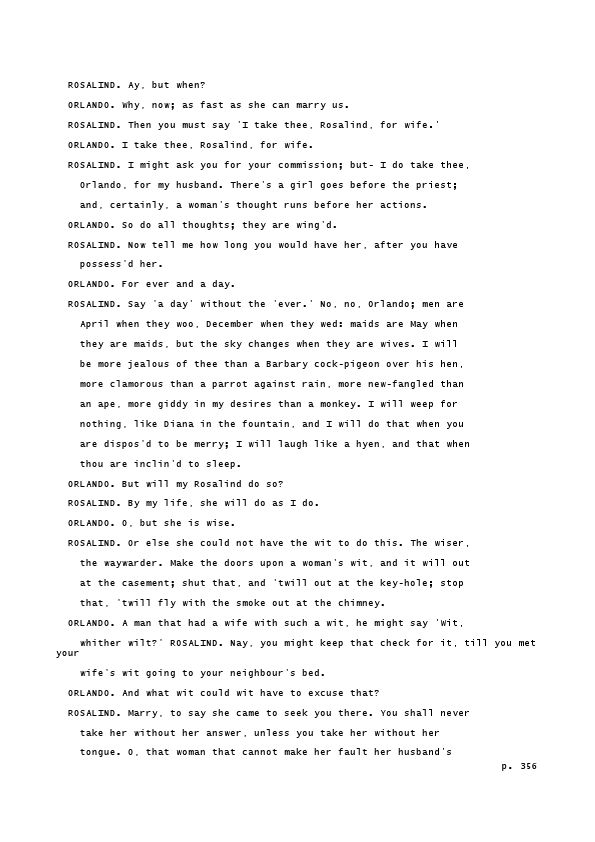 ROSALIND. Ay, but when?
ORLANDO. Why, now; as fast as she can marry us.
ROSALIND. Then you must say 'I take thee, Rosalind, for wife.'
ORLANDO. I take thee, Rosalind, for wife.
ROSALIND. I might ask you for your commission; but- I do take thee,
Orlando, for my husband. There's a girl goes before the priest;
and, certainly, a woman's thought runs before her actions.
ORLANDO. So do all thoughts; they are wing'd.
ROSALIND. Now tell me how long you would have her, after you have
possess'd her.
ORLANDO. For ever and a day.
ROSALIND. Say 'a day' without the 'ever.' No, no, Orlando; men are
April when they woo, December when they wed: maids are May when
they are maids, but the sky changes when they are wives. I will
be more jealous of thee than a Barbary cock-pigeon over his hen,
more clamorous than a parrot against rain, more new-fangled than
an ape, more giddy in my desires than a monkey. I will weep for
nothing, like Diana in the fountain, and I will do that when you
are dispos'd to be merry; I will laugh like a hyen, and that when
thou are inclin'd to sleep.
ORLANDO. But will my Rosalind do so?
ROSALIND. By my life, she will do as I do.
ORLANDO. O, but she is wise.
ROSALIND. Or else she could not have the wit to do this. The wiser,
the waywarder. Make the doors upon a woman's wit, and it will out
at the casement; shut that, and 'twill out at the key-hole; stop
that, 'twill fly with the smoke out at the chimney.
ORLANDO. A man that had a wife with such a wit, he might say 'Wit,
whither wilt?' ROSALIND. Nay, you might keep that check for it, till you met
your
wife's wit going to your neighbour's bed.
ORLANDO. And what wit could wit have to excuse that?
ROSALIND. Marry, to say she came to seek you there. You shall never
take her without her answer, unless you take her without her
tongue. O, that woman that cannot make her fault her husband's
p. 356